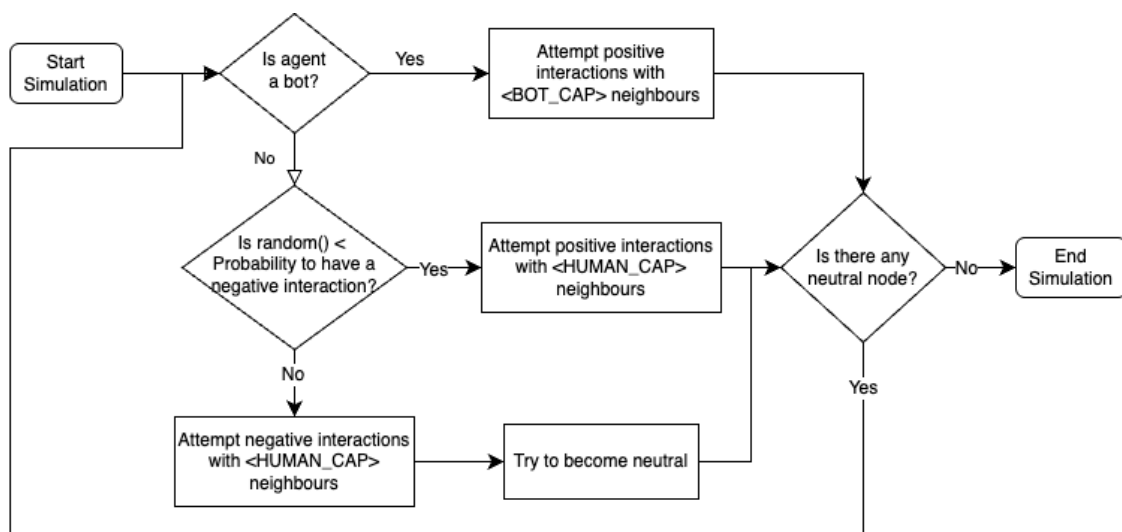 Start
Simulation
Is agent
a bot?
Yes
Attempt positive
interactions with
<BOT_CAP> neighbours
No
Is random() <
Probability to have a
negative interaction?
Yes
Attempt positive interactions
with <HUMAN_CAP>
neighbours
Is there any
neutral node?
No
End
Simulation
No
Yes
Attempt negative interactions
with <HUMAN_CAP>
neighbours
Try to become neutral